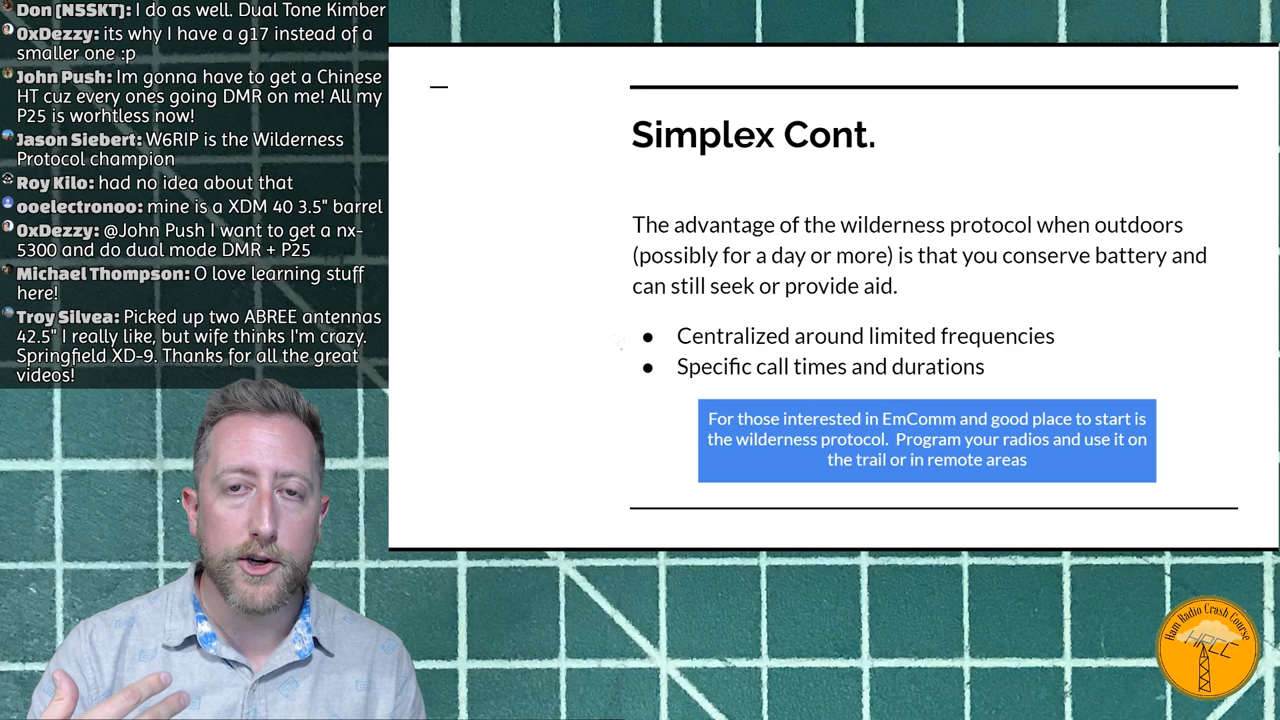 Don [N5SKT]: I do as well. Dual Tone Kimber
0xDezzy: its why I have a g17 instead of a
smaller one :p
John Push: Im gonna have to get a Chinese
HT cuz every ones going DMR on me! All my
P25 is worhtless now!
Jason Siebert: W6RIP is the Wilderness
Protocol champion
Roy Kilo: had no idea about that
ooelectronoo: mine is a XDM 40 3.5" barrel
0xDezzy: @John Push I want to get a nx-
5300 and do dual mode DMR + P25
Michael Thompson: O love learning stuff
here!
Troy Silvea: Picked up two ABREE antennas
42.5" I really like, but wife thinks I'm crazy.
Springfield XD-9. Thanks for all the great
videos!
Simplex Cont.
The advantage of the wilderness protocol when outdoors
(possibly for a day or more) is that you conserve battery and
can still seek or provide aid.
● Centralized around limited frequencies
● Specific call times and durations
For those interested in EmComm and good place to start is
the wilderness protocol. Program your radios and use it on
the trail or in remote areas
Ham Radio Crash Course
HRCC